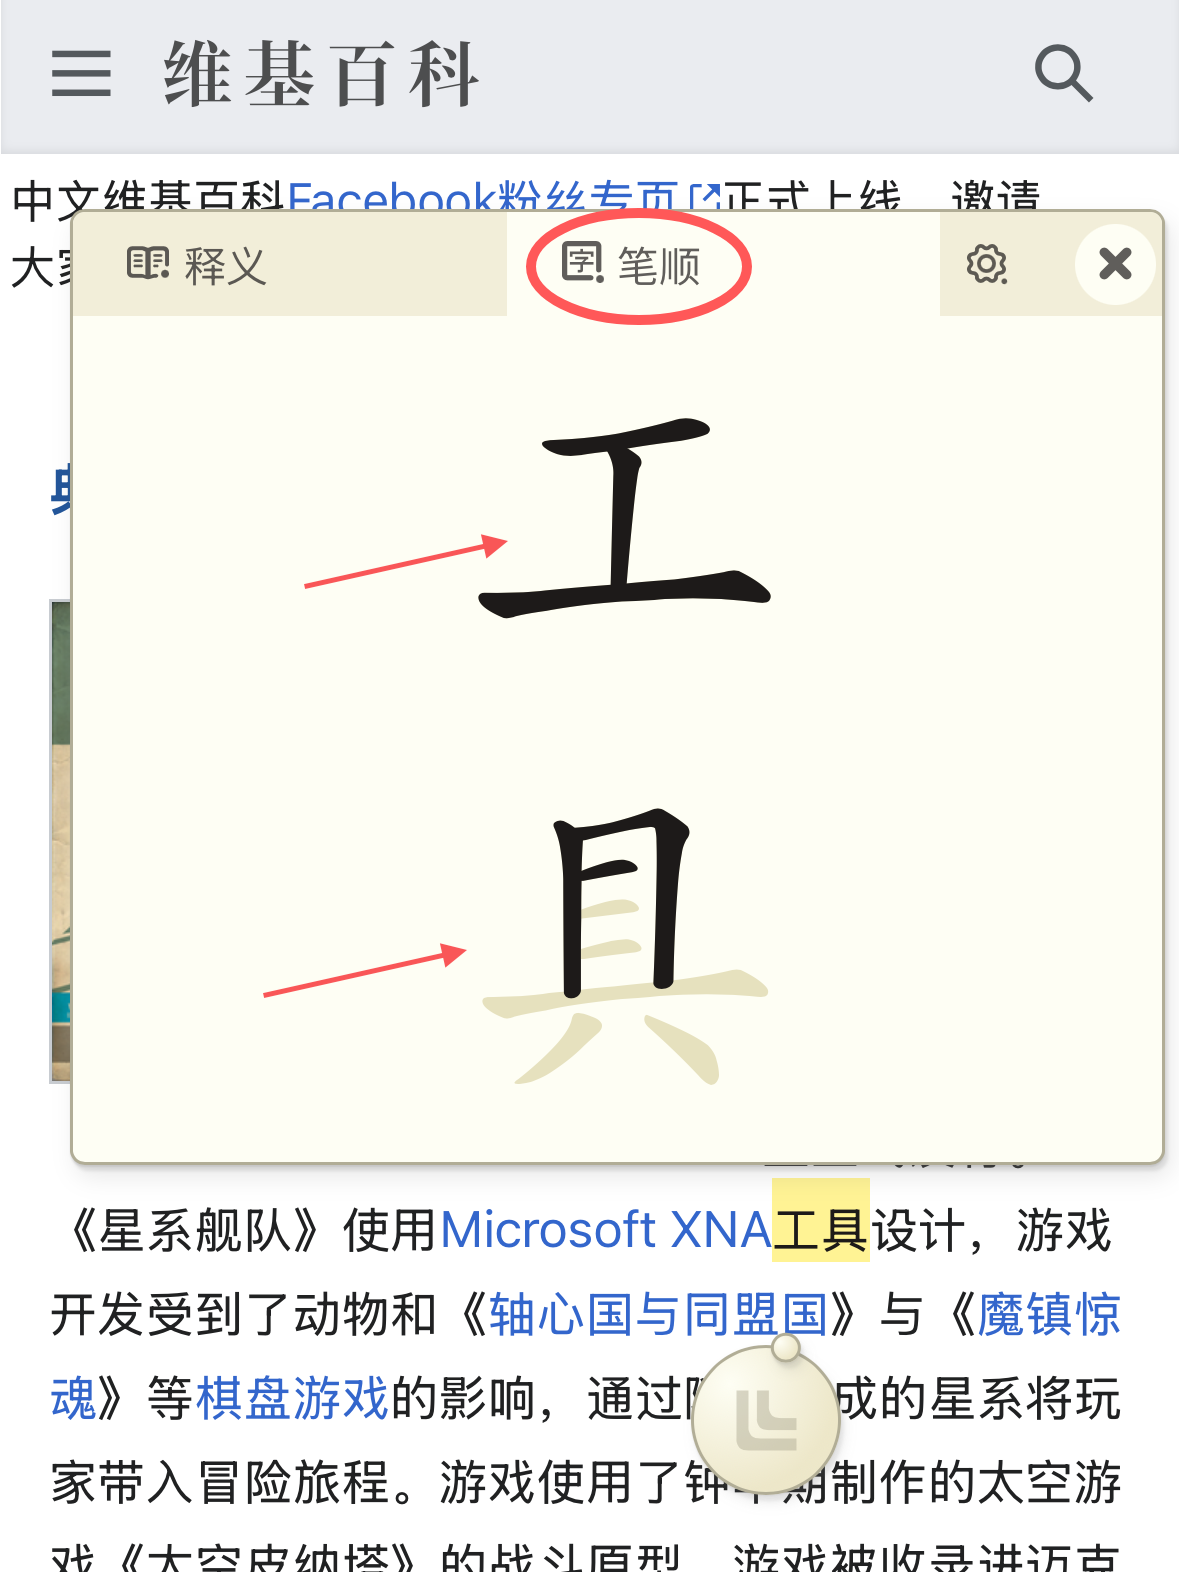 维基百科
中文维基百科Facebook粉丝专页正式上线，邀请
大家
释义
笔顺
工
具
典
《星系舰队》使用Microsoft XNA工具设计，游戏
开发受到了动物和《轴心国与同盟国》与《魔镇惊
魂》等棋盘游戏的影响，通过 成的星系将玩
家带入冒险旅程。游戏使用了钟 期制作的太空游
戏《太空皮纳塔》的战斗原型。游戏被收录进迈克